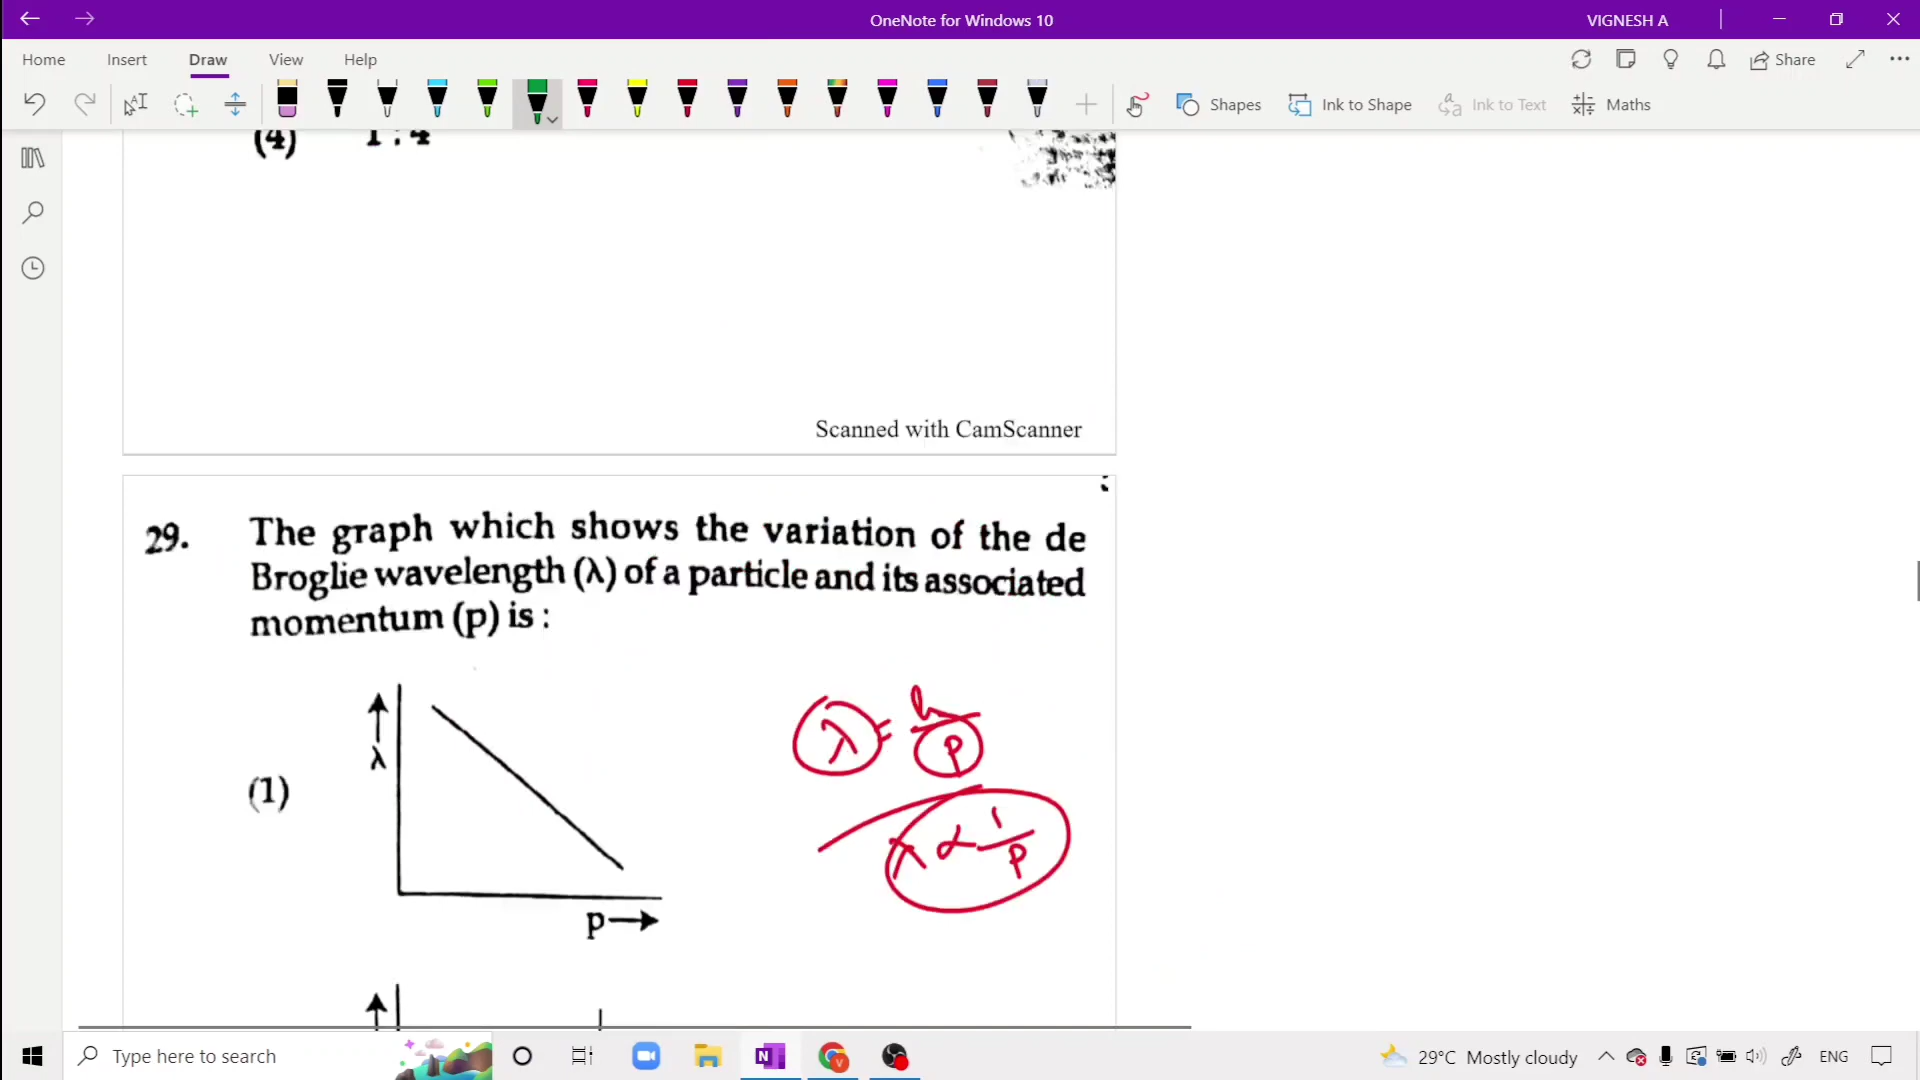 OneNote for Windows 10
VIGNESH A
Home Insert Draw View Help
Share
Shapes Ink to Shape Ink to Text Maths
(4) 1 : 4
Scanned with CamScanner
29. The graph which shows the variation of the de
Broglie wavelength (λ) of a particle and its associated
momentum (p) is :
λ = h/p
λ ∝ 1/p
λ
(1)
p
Type here to search
29°C Mostly cloudy
ENG